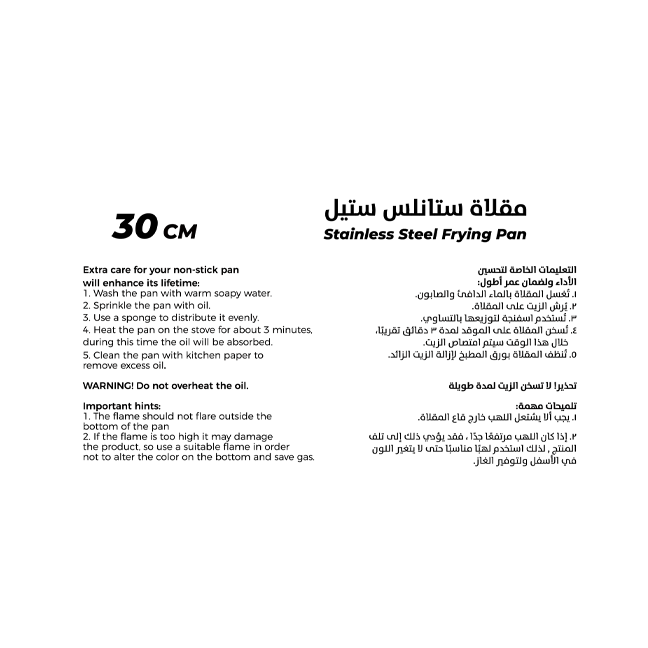 30 CM
مقلاة ستانلس ستيل
Stainless Steel Frying Pan
Extra care for your non-stick pan
will enhance its lifetime:
1. Wash the pan with warm soapy water.
2. Sprinkle the pan with oil.
3. Use a sponge to distribute it evenly.
4. Heat the pan on the stove for about 3 minutes,
during this time the oil will be absorbed.
5. Clean the pan with kitchen paper to
remove excess oil.
WARNING! Do not overheat the oil.
Important hints:
1. The flame should not flare outside the
bottom of the pan
2. If the flame is too high it may damage
the product, so use a suitable flame in order
not to alter the color on the bottom and save gas.
التعليمات الخاصة لتحسين
الأداء ولضمان عمر أطول:
١. تُغسل المقلاة بالماء الدافئ والصابون.
٢. يُرش الزيت على المقلاة.
٣. تُستخدم اسفنجة لتوزيعها بالتساوي.
٤. تُسخن المقلاة على الموقد لمدة ٣ دقائق تقريبًا،
خلال هذا الوقت سيتم امتصاص الزيت.
٥. تُنظف المقلاة بورق المطبخ لإزالة الزيت الزائد.
تحذير! لا تسخن الزيت لمدة طويلة
تلميحات مهمة:
١. يجب ألا يشتعل اللهب خارج قاع المقلاة.
٢. إذا كان اللهب مرتفعًا جدًا ، فقد يؤدي ذلك إلى تلف
المنتج ، لذلك استخدم لهبًا مناسبًا حتى لا يتغير اللون
في الأسفل ولتوفير الغاز.